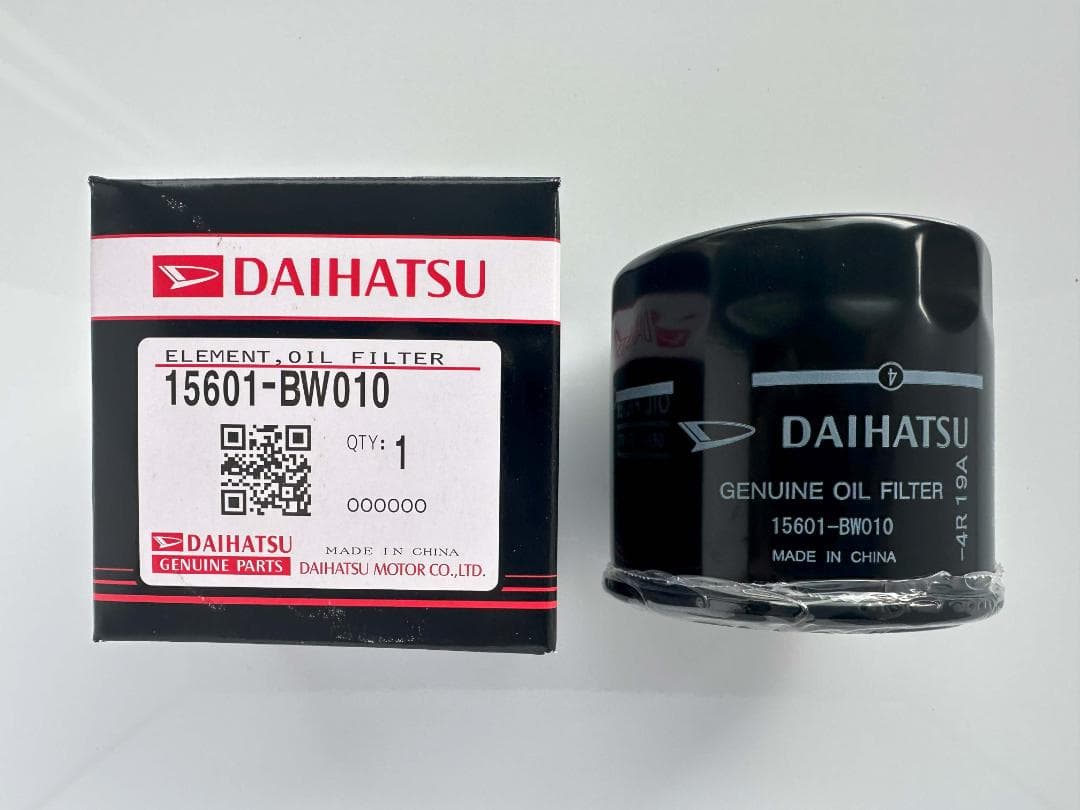 DAIHATSU
ELEMENT,OIL FILTER
15601-BW010
QTY: 1
000000
DAIHATSU
GENUINE PARTS
MADE IN CHINA
DAIHATSU MOTOR CO.,LTD.
4
DAIHATSU
GENUINE OIL FILTER
15601-BW010
MADE IN CHINA
-4R 19A